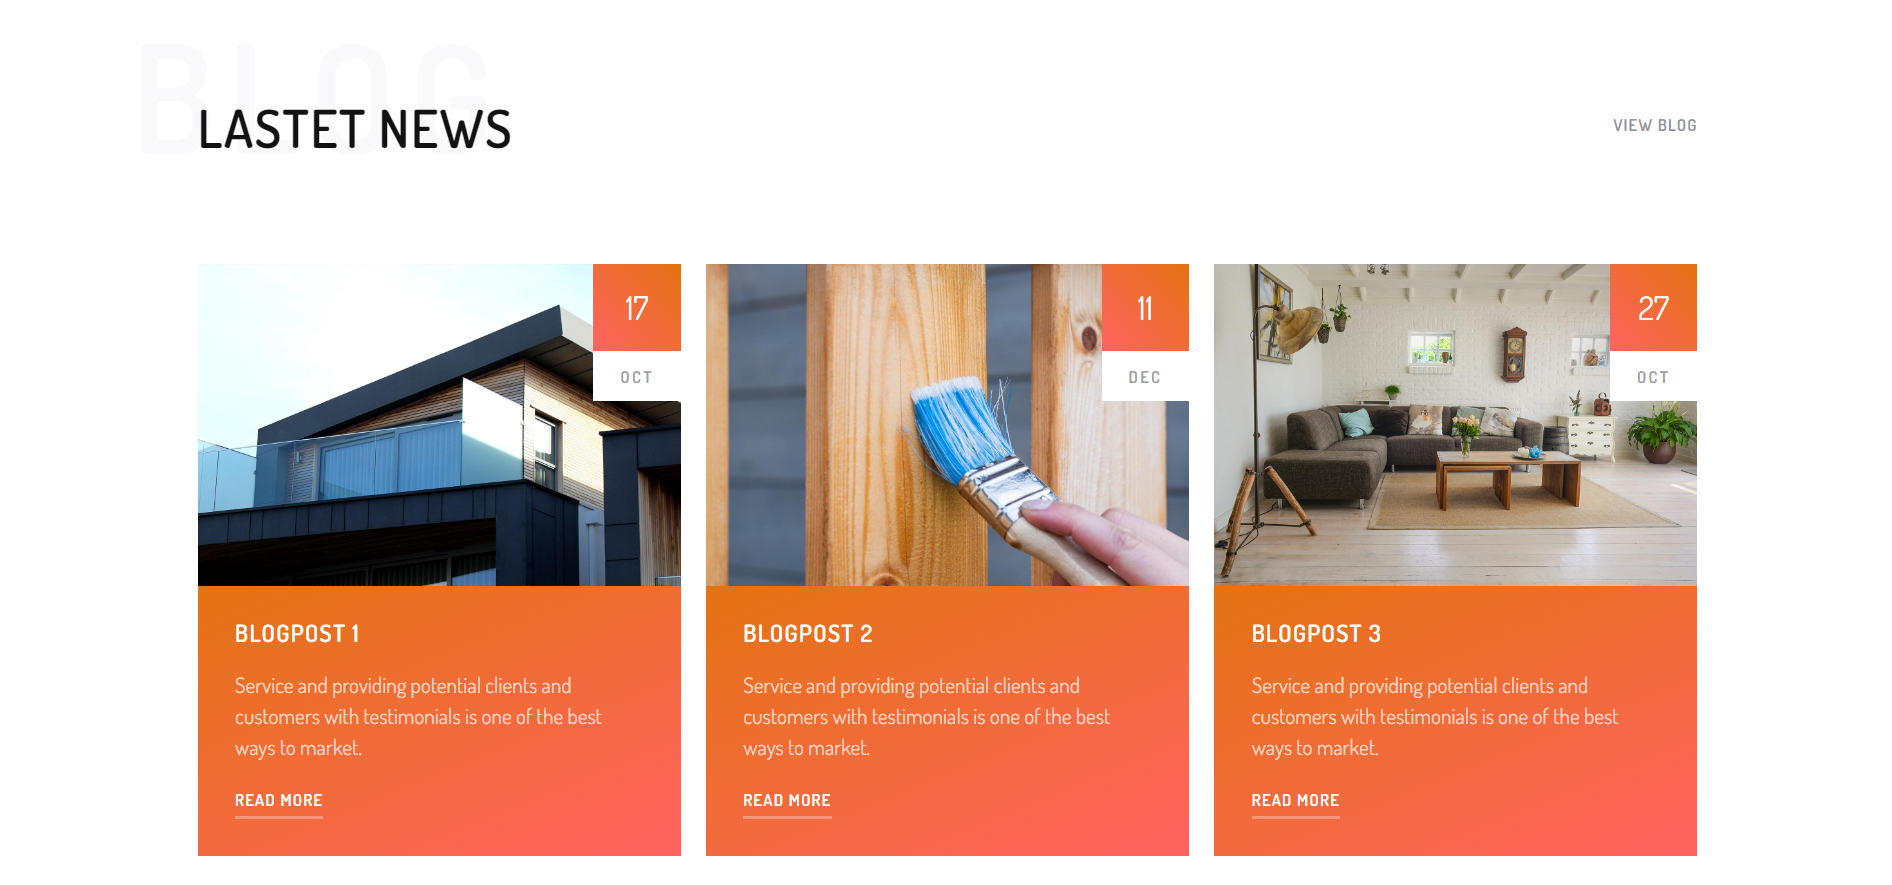 BLOG
LASTET NEWS
VIEW BLOG
17
OCT
BLOGPOST 1
Service and providing potential clients and
customers with testimonials is one of the best
ways to market.
READ MORE
11
DEC
BLOGPOST 2
Service and providing potential clients and
customers with testimonials is one of the best
ways to market.
READ MORE
27
OCT
BLOGPOST 3
Service and providing potential clients and
customers with testimonials is one of the best
ways to market.
READ MORE